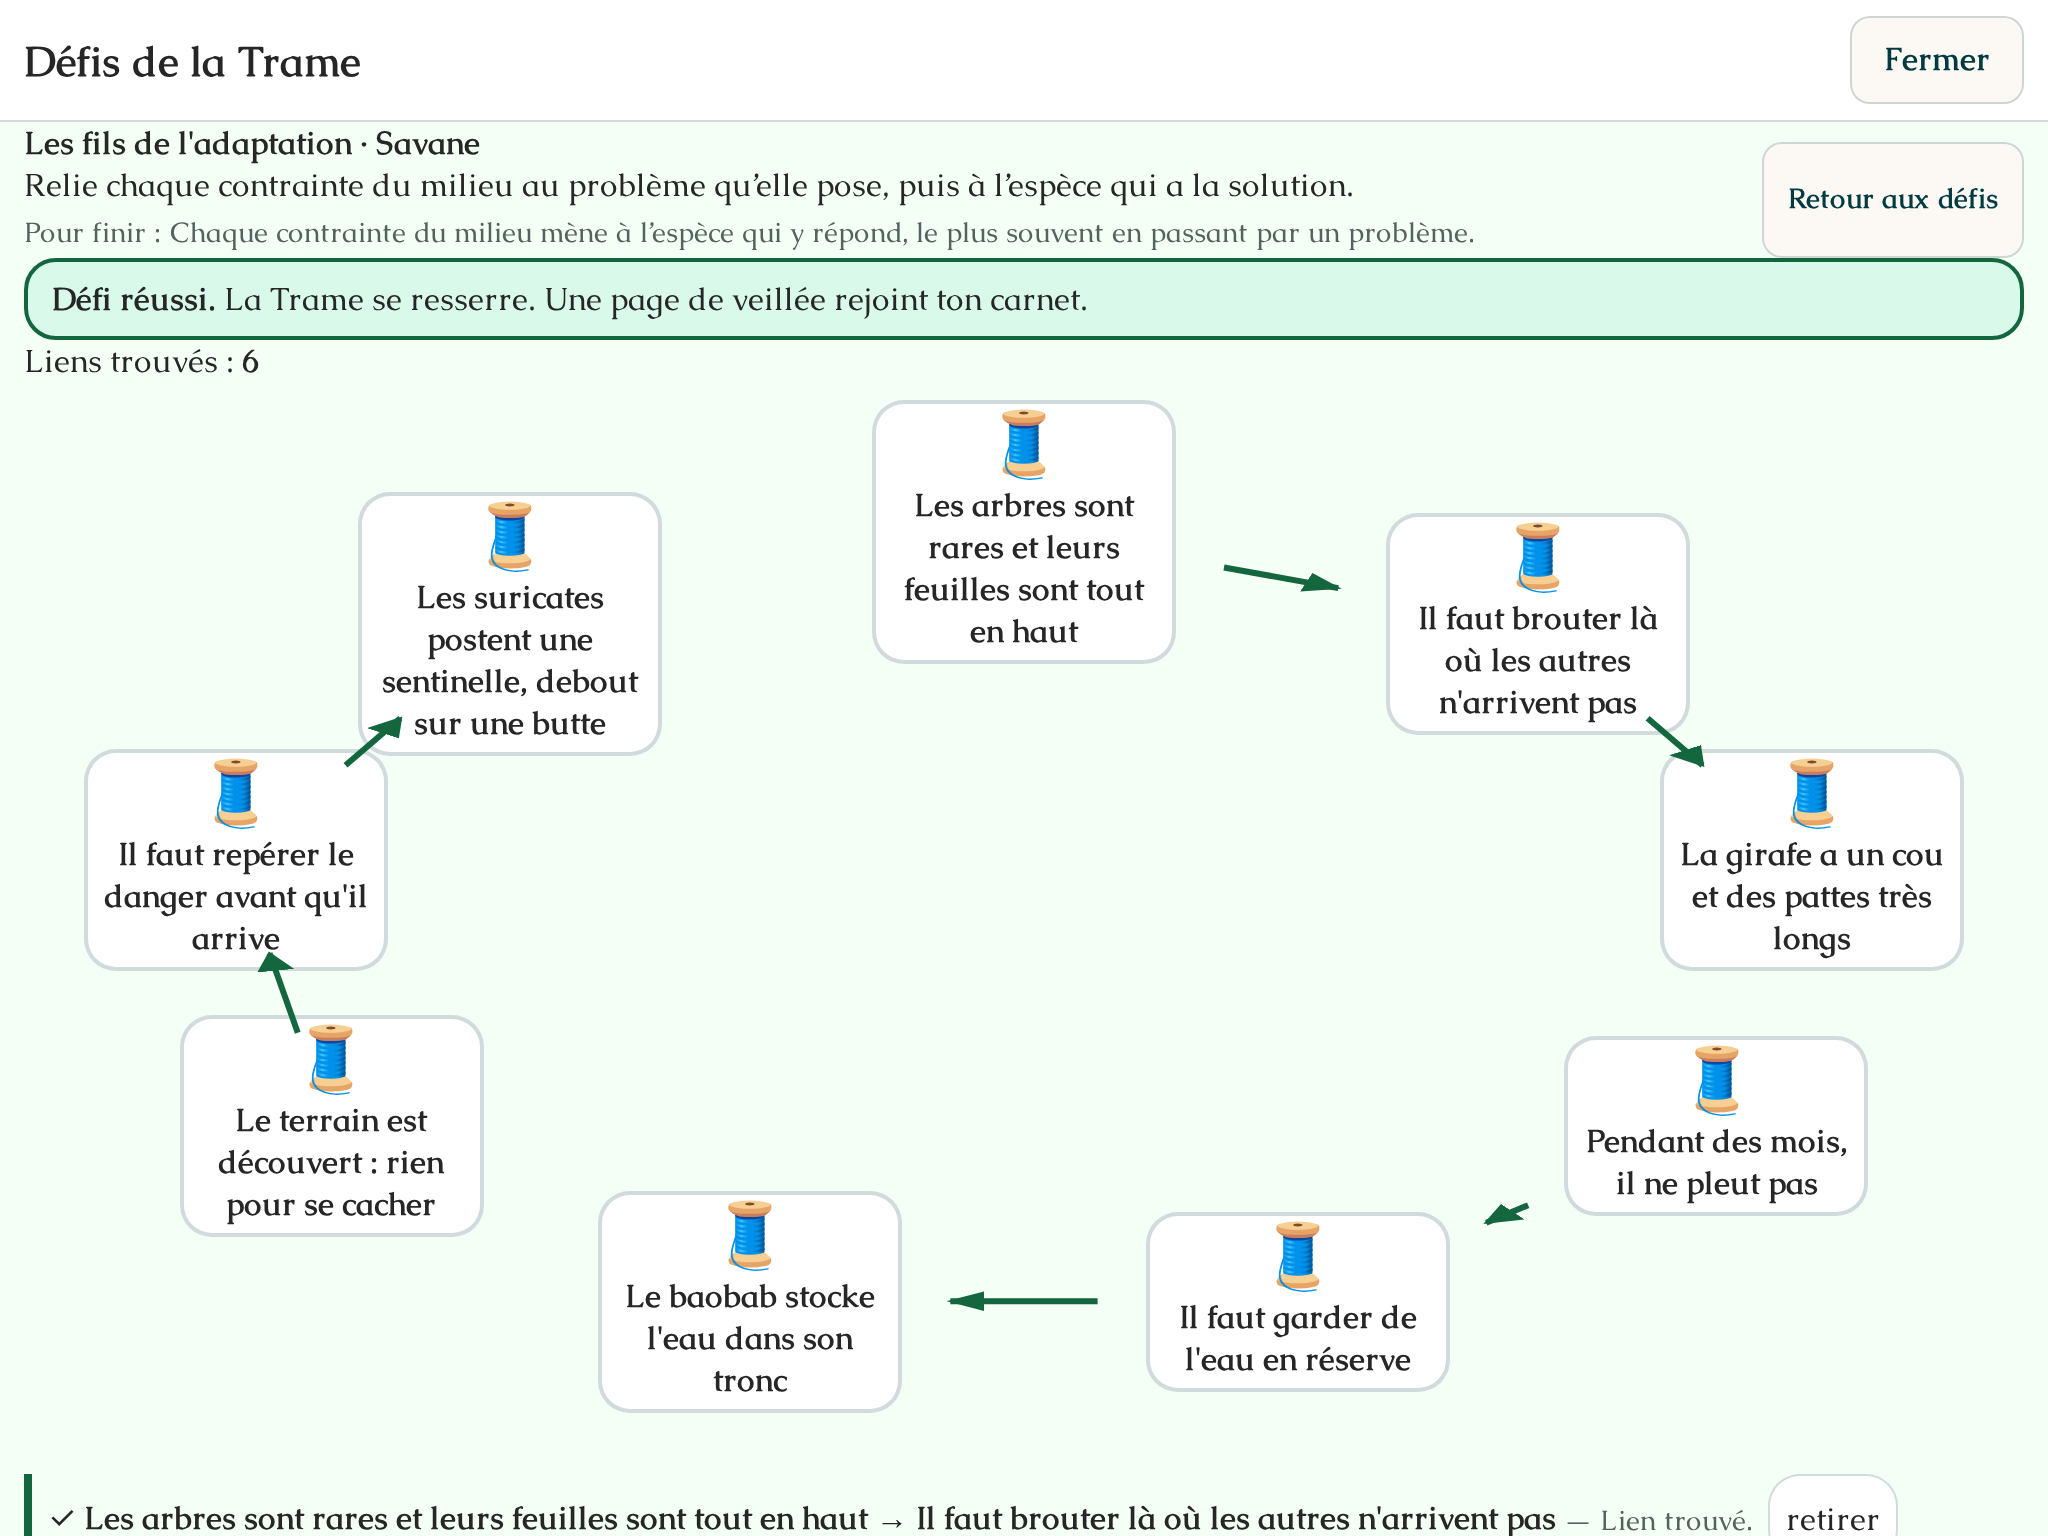 Défis de la Trame
Fermer
Les fils de l'adaptation · Savane
Relie chaque contrainte du milieu au problème qu’elle pose, puis à l’espèce qui a la solution.
Pour finir : Chaque contrainte du milieu mène à l’espèce qui y répond, le plus souvent en passant par un problème.
Retour aux défis
Défi réussi. La Trame se resserre. Une page de veillée rejoint ton carnet.
Liens trouvés : 6
Les arbres sont
rares et leurs
feuilles sont tout
en haut
Les suricates
postent une
sentinelle, debout
sur une butte
Il faut brouter là
où les autres
n'arrivent pas
Il faut repérer le
danger avant qu'il
arrive
La girafe a un cou
et des pattes très
longs
Le terrain est
découvert : rien
pour se cacher
Pendant des mois,
il ne pleut pas
Le baobab stocke
l'eau dans son
tronc
Il faut garder de
l'eau en réserve
✓ Les arbres sont rares et leurs feuilles sont tout en haut → Il faut brouter là où les autres n'arrivent pas — Lien trouvé.
retirer